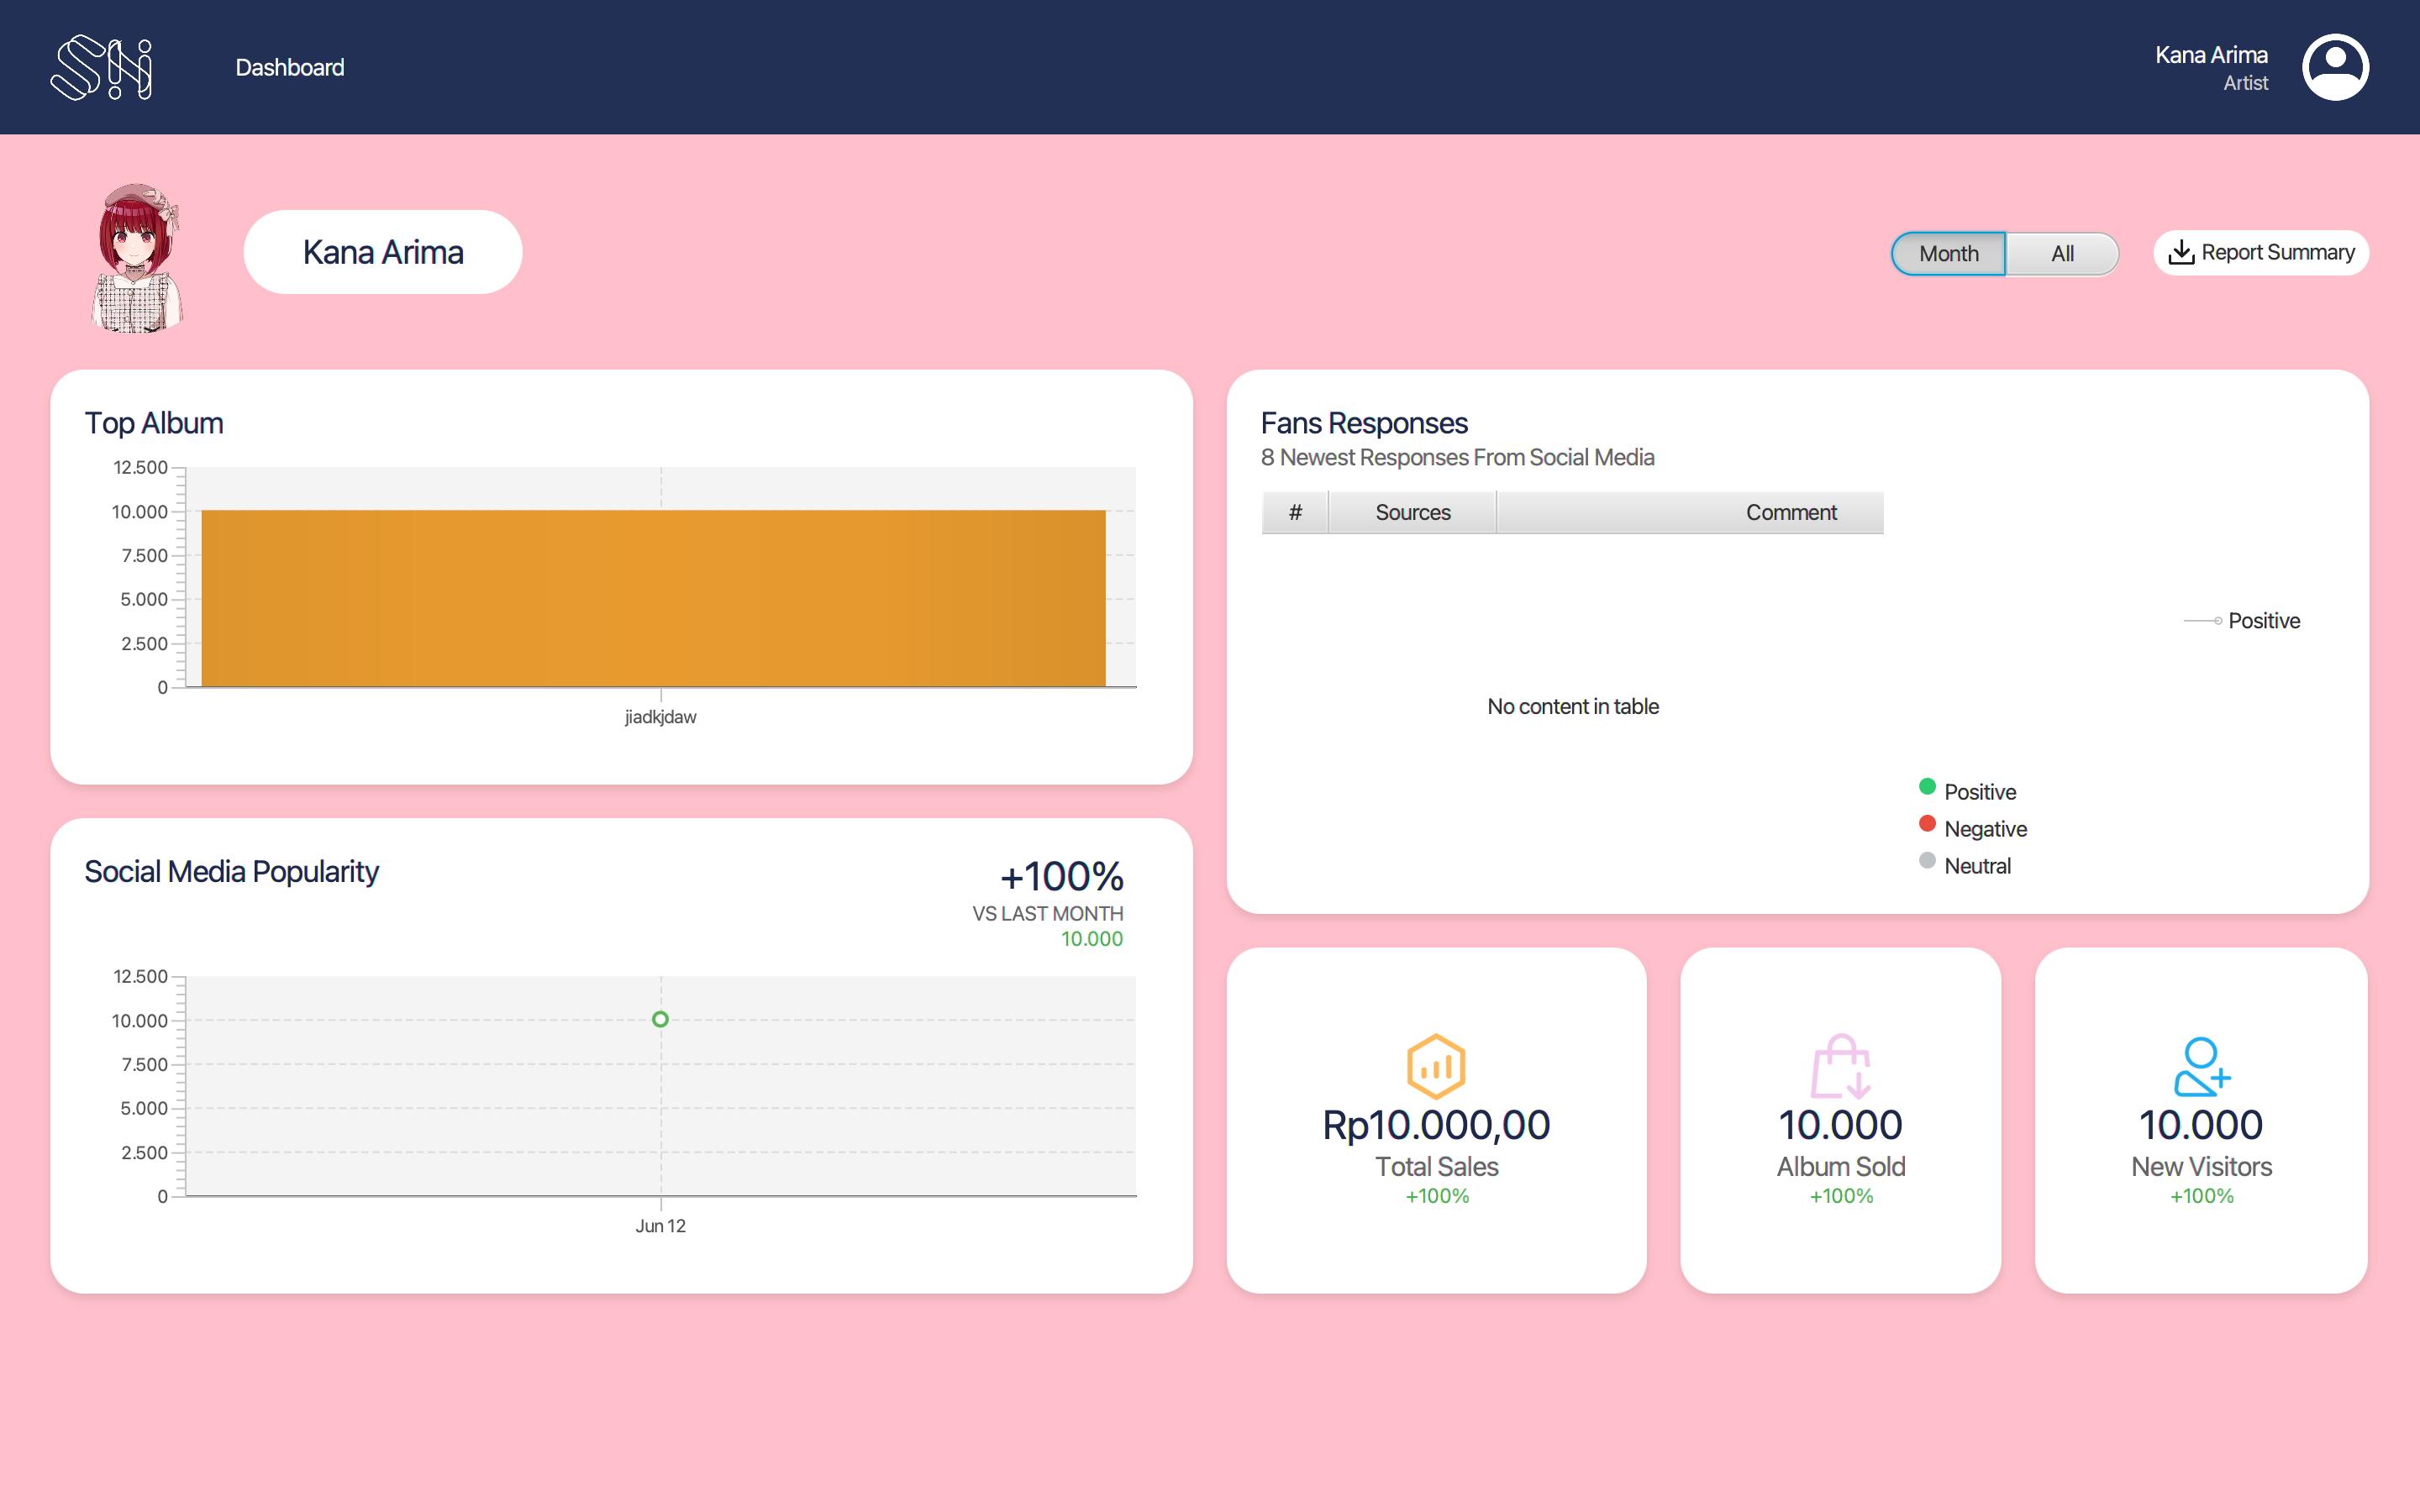 Dashboard
Kana Arima
Artist
Kana Arima
Month
All
Report Summary
Top Album
12.500
10.000
7.500
5.000
2.500
0
jiadkjdaw
Fans Responses
8 Newest Responses From Social Media
# Sources Comment
No content in table
Positive
Positive
Negative
Neutral
Social Media Popularity
+100%
VS LAST MONTH
10.000
12.500
10.000
7.500
5.000
2.500
0
Jun 12
Rp10.000,00
Total Sales
+100%
10.000
Album Sold
+100%
10.000
New Visitors
+100%